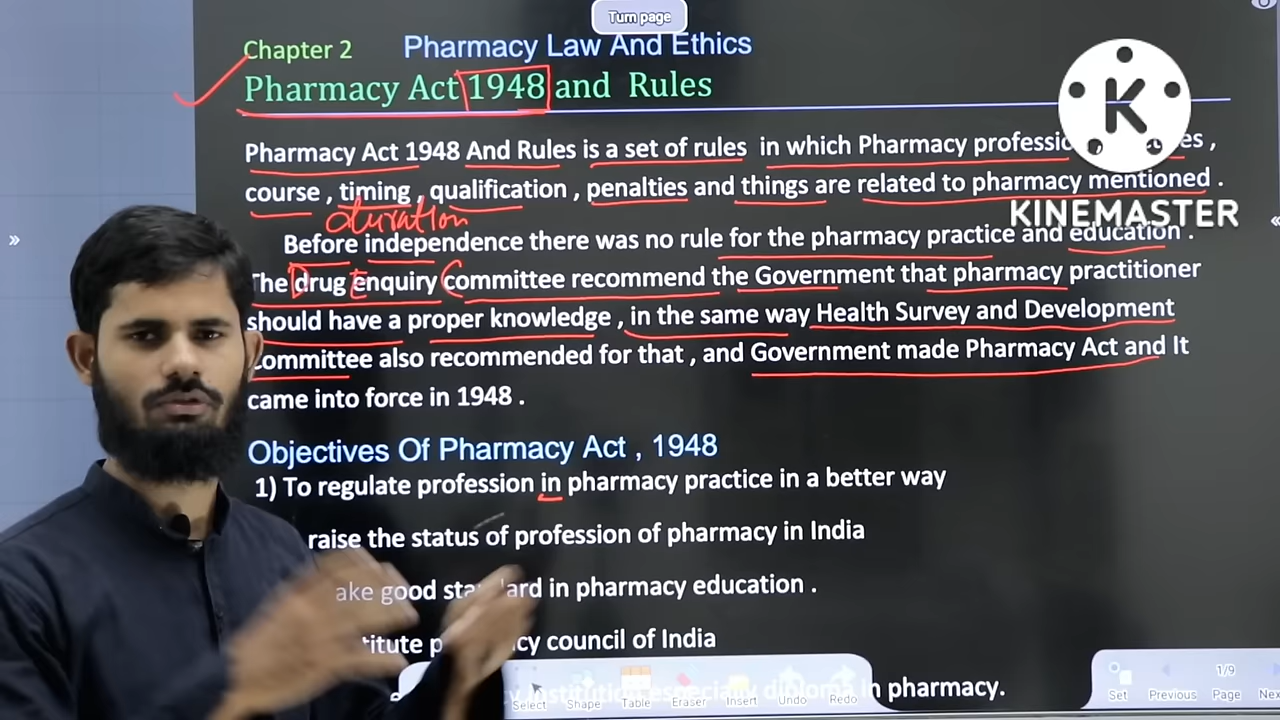 Turn page
Chapter 2 Pharmacy Law And Ethics
Pharmacy Act 1948 and Rules
Pharmacy Act 1948 And Rules is a set of rules in which Pharmacy
course , timing , qualification , penalties and things are related to pharmacy mentioned .
duration
Before independence there was no rule for the pharmacy practice and education .
The drug enquiry Committee recommend the Government that pharmacy practitioner
should have a proper knowledge , in the same way Health Survey and Development
committee also recommended for that , and Government made Pharmacy Act and It
came into force in 1948 .
Objectives Of Pharmacy Act , 1948
1) To regulate profession in pharmacy practice in a better way
raise the status of profession of pharmacy in India
good standard in pharmacy education .
council of India
especially diploma in pharmacy.
Select Shape Table Eraser Insert Undo Redo
Set Previous 1/9 Page
K
KINEMASTER